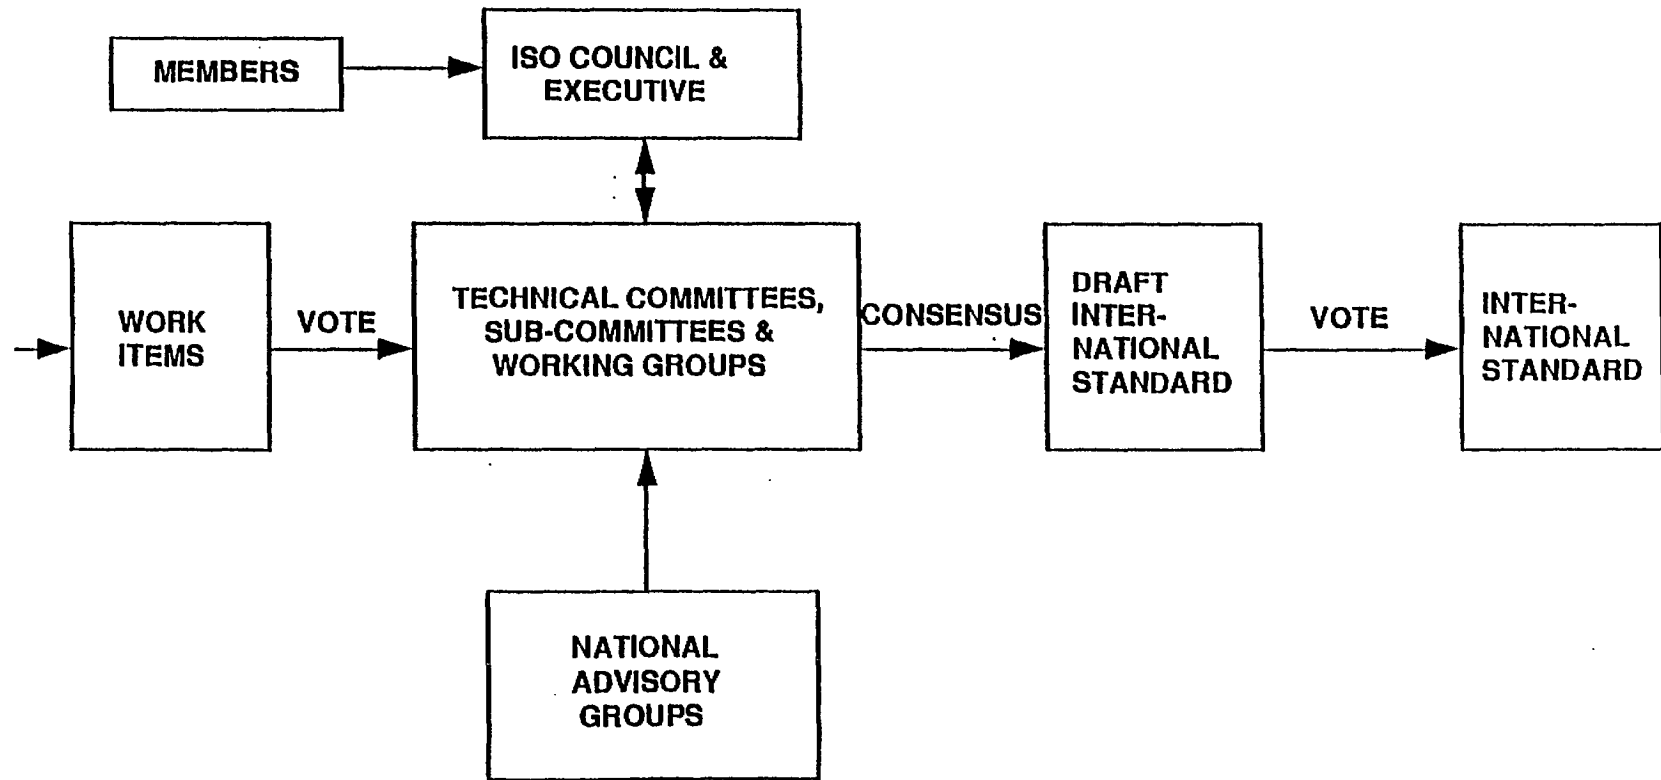 MEMBERS
ISO COUNCIL &
EXECUTIVE
WORK
ITEMS
VOTE
TECHNICAL COMMITTEES,
SUB-COMMITTEES &
WORKING GROUPS
CONSENSUS
DRAFT
INTER-
NATIONAL
STANDARD
VOTE
INTER-
NATIONAL
STANDARD
NATIONAL
ADVISORY
GROUPS